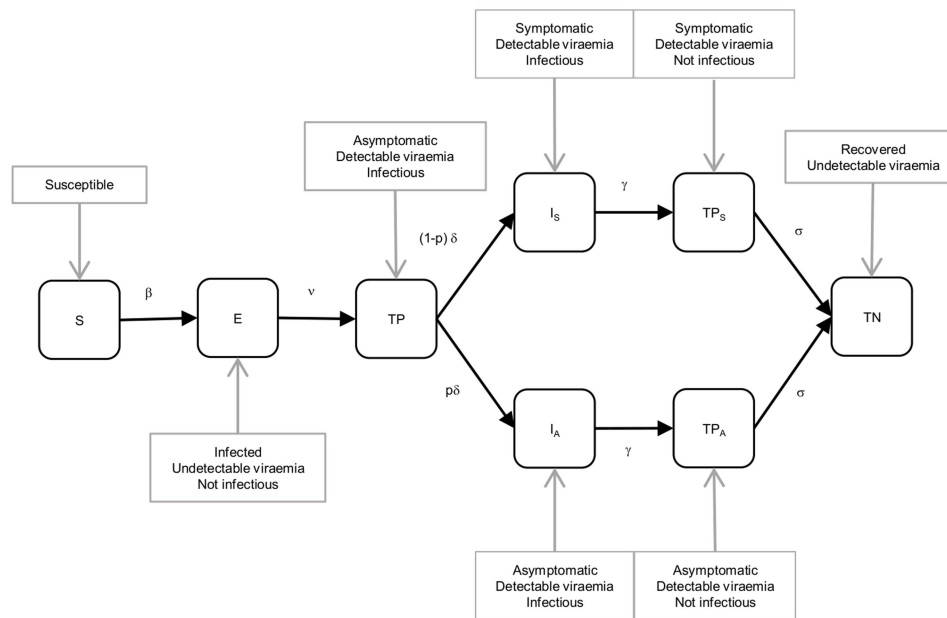 Symptomatic
Detectable viraemia
Infectious
Symptomatic
Detectable viraemia
Not infectious
Asymptomatic
Detectable viraemia
Infectious
Recovered
Undetectable viraemia
Susceptible
I_S
γ
TP_S
(1-p) δ
σ
S
β
E
ν
TP
TN
pδ
σ
I_A
γ
TP_A
Infected
Undetectable viraemia
Not infectious
Asymptomatic
Detectable viraemia
Infectious
Asymptomatic
Detectable viraemia
Not infectious